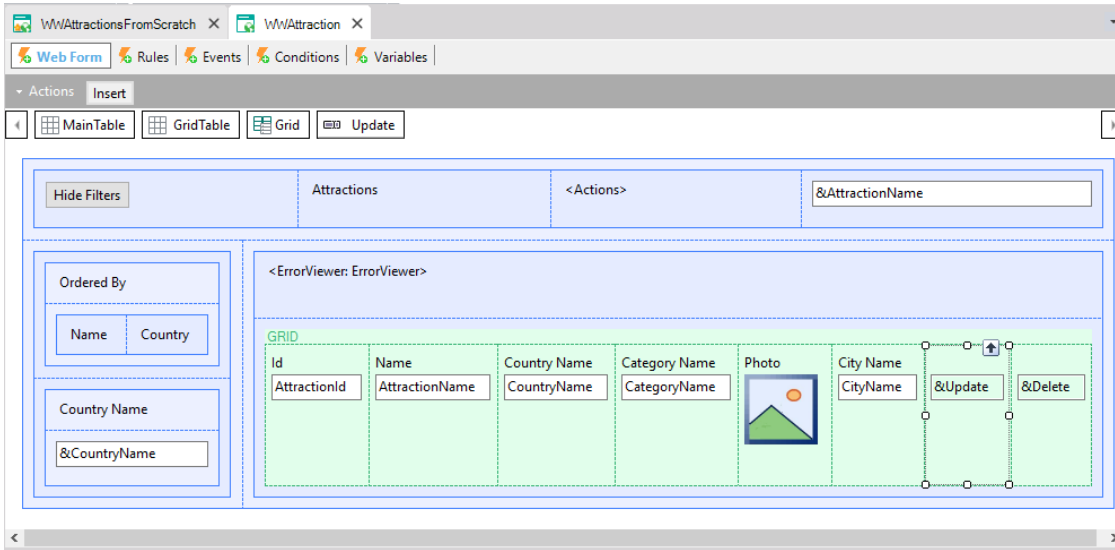 WWAttractionsFromScratch WWAttraction
Web Form Rules Events Conditions Variables
Actions Insert
MainTable GridTable Grid Update
Hide Filters Attractions <Actions> &AttractionName
Ordered By
Name Country
Country Name
&CountryName
<ErrorViewer: ErrorViewer>
GRID
Id Name Country Name Category Name Photo City Name
AttractionId AttractionName CountryName CategoryName CityName &Update &Delete